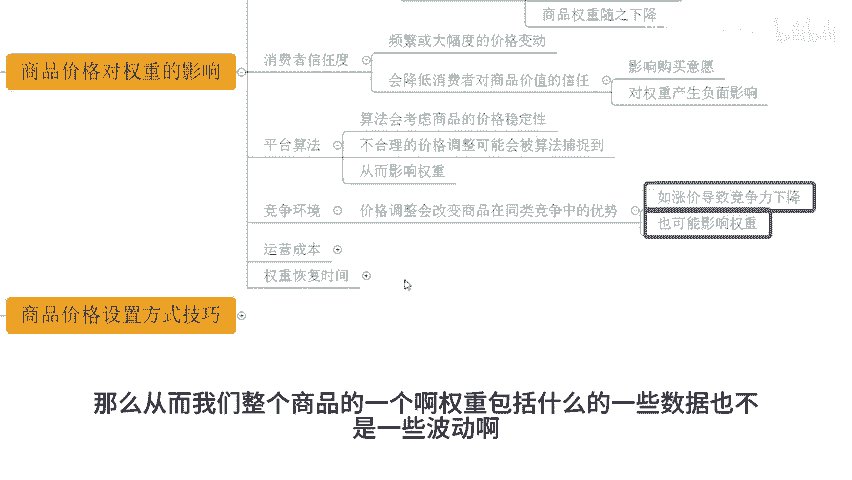 商品权重随之下降
频繁或大幅度的价格变动
消费者信任度
影响购买意愿
商品价格对权重的影响
会降低消费者对商品价值的信任
对权重产生负面影响
算法会考虑商品的价格稳定性
平台算法
不合理的价格调整可能会被算法捕捉到
从而影响权重
如涨价导致竞争力下降
竞争环境
价格调整会改变商品在同类竞争中的优势
也可能影响权重
运营成本
权重恢复时间
商品价格设置方式技巧
那么从而我们整个商品的一个啊权重包括什么的一些数据也不
是一些波动啊